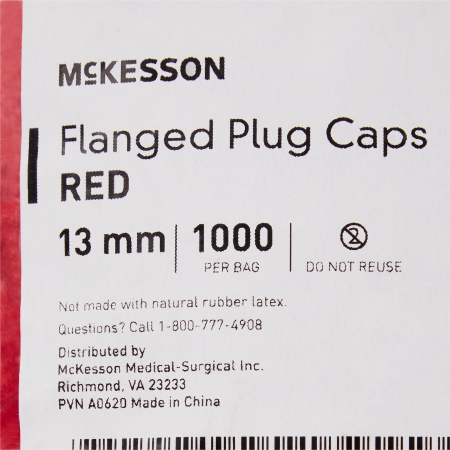 McKESSON
Flanged Plug Caps
RED
13 mm 1000 PER BAG DO NOT REUSE
Not made with natural rubber latex.
Questions? Call 1-800-777-4908
Distributed by
McKesson Medical-Surgical Inc.
Richmond, VA 23233
PVN A0620 Made in China